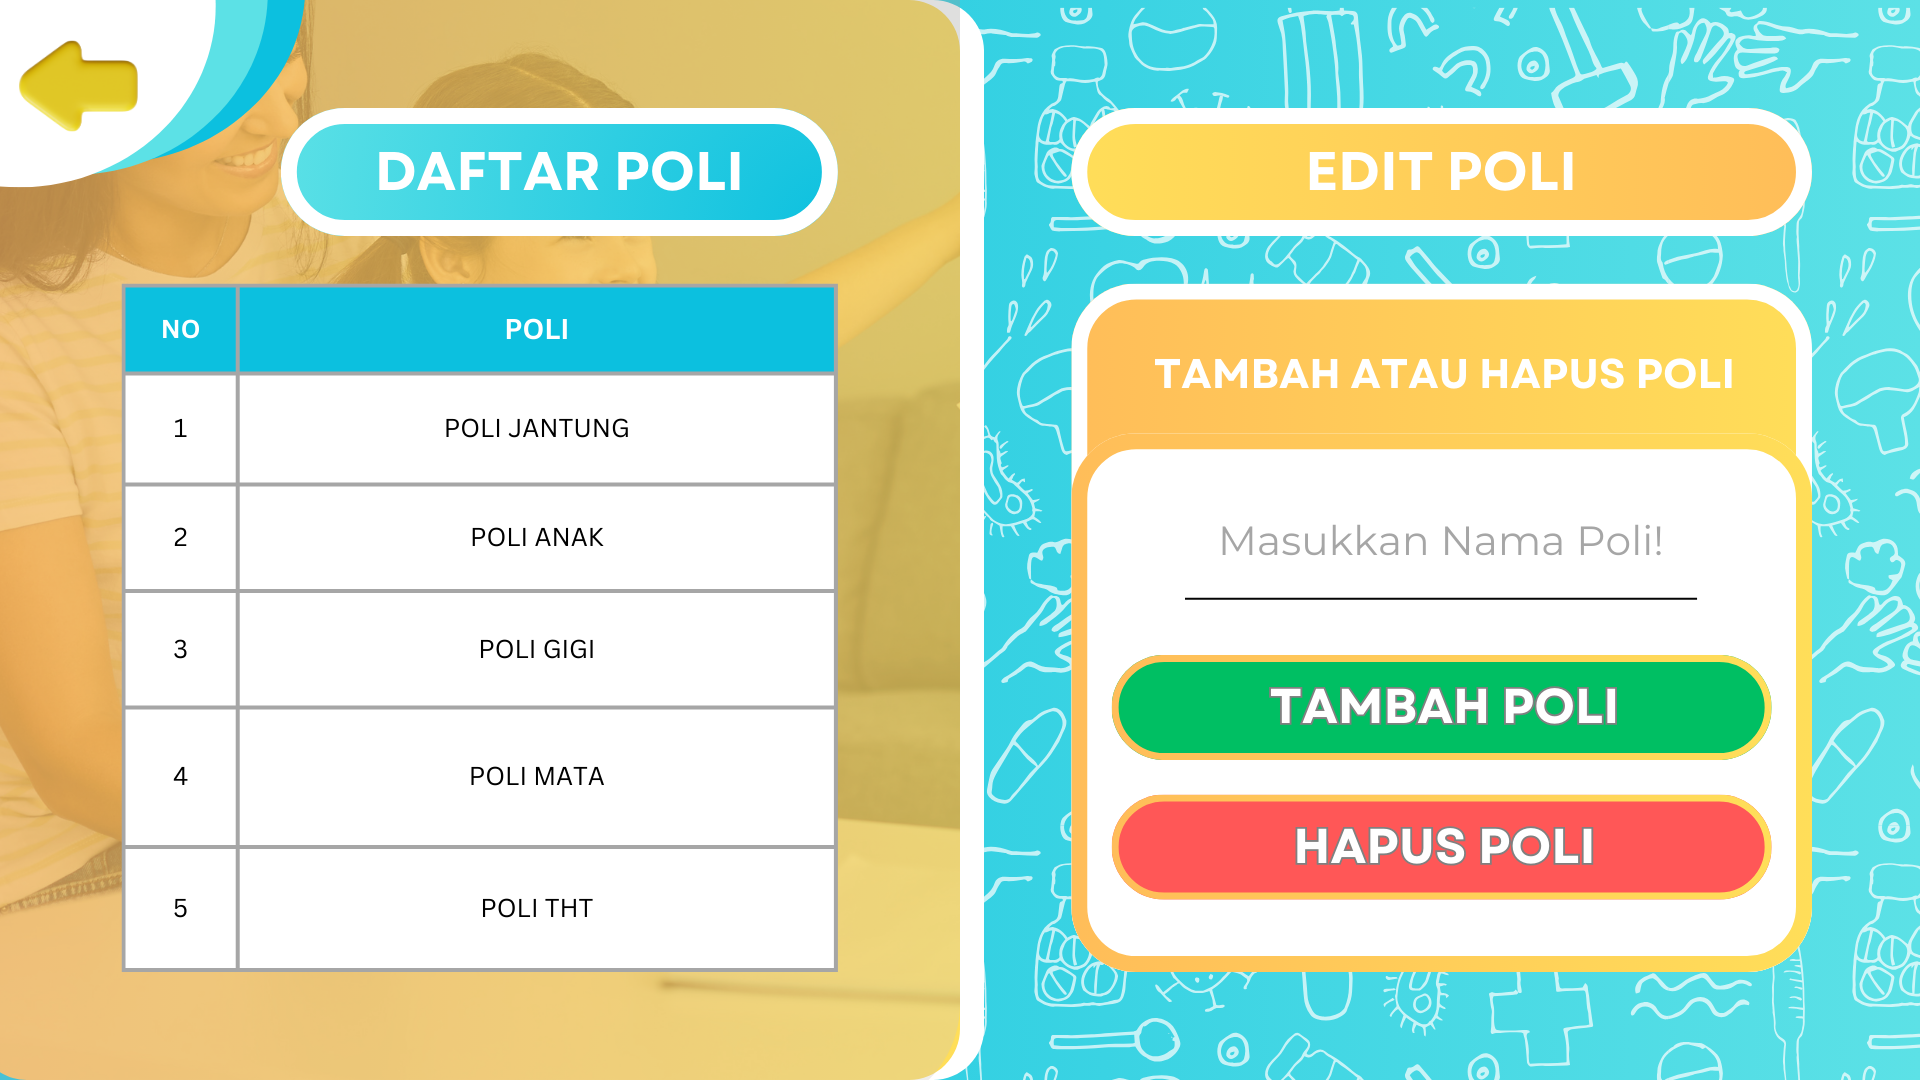 DAFTAR POLI
NO POLI
1 POLI JANTUNG
2 POLI ANAK
3 POLI GIGI
4 POLI MATA
5 POLI THT
EDIT POLI
TAMBAH ATAU HAPUS POLI
Masukkan Nama Poli!
TAMBAH POLI
HAPUS POLI